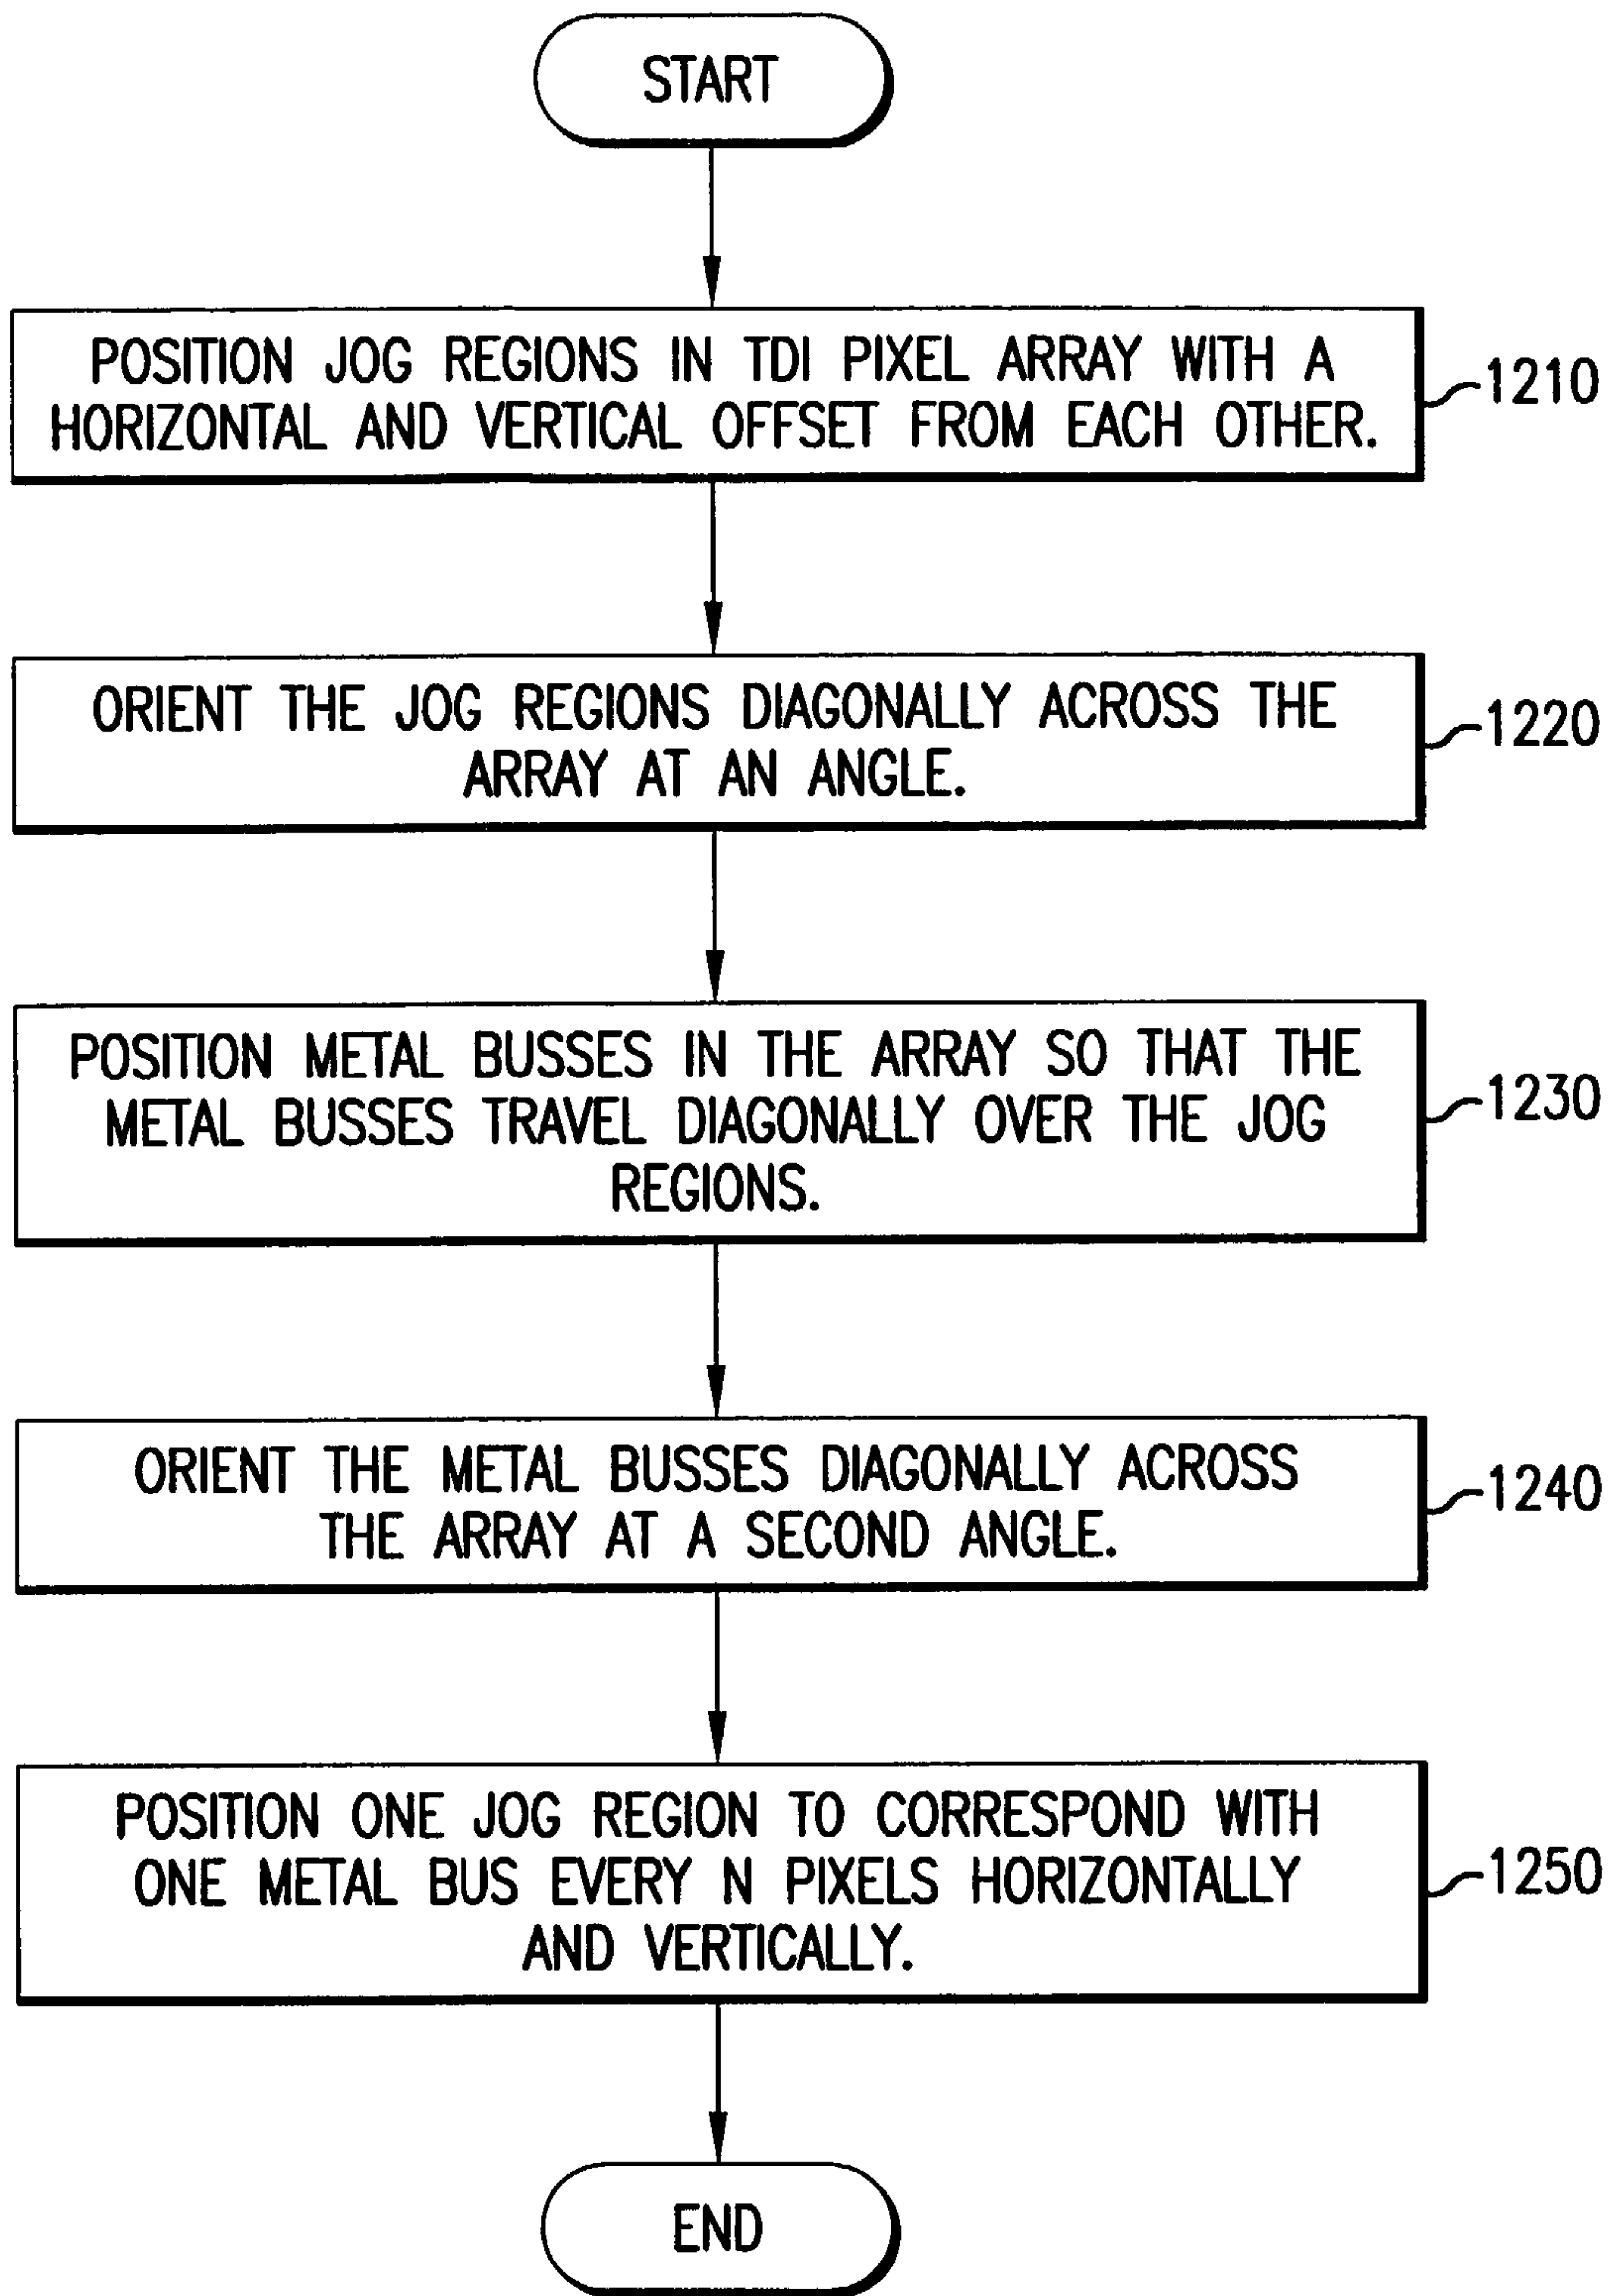 START
POSITION JOG REGIONS IN TDI PIXEL ARRAY WITH A
HORIZONTAL AND VERTICAL OFFSET FROM EACH OTHER.
1210
ORIENT THE JOG REGIONS DIAGONALLY ACROSS THE
ARRAY AT AN ANGLE.
1220
POSITION METAL BUSSES IN THE ARRAY SO THAT THE
METAL BUSSES TRAVEL DIAGONALLY OVER THE JOG
REGIONS.
1230
ORIENT THE METAL BUSSES DIAGONALLY ACROSS
THE ARRAY AT A SECOND ANGLE.
1240
POSITION ONE JOG REGION TO CORRESPOND WITH
ONE METAL BUS EVERY N PIXELS HORIZONTALLY
AND VERTICALLY.
1250
END